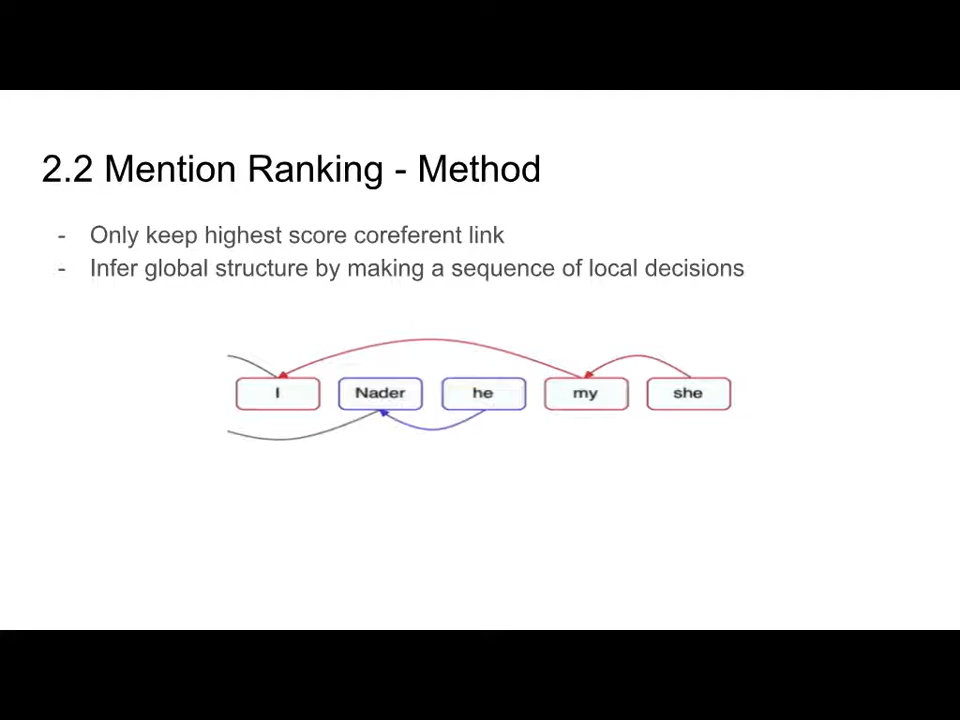 2.2 Mention Ranking - Method
- Only keep highest score coreferent link
- Infer global structure by making a sequence of local decisions
I Nader he my she